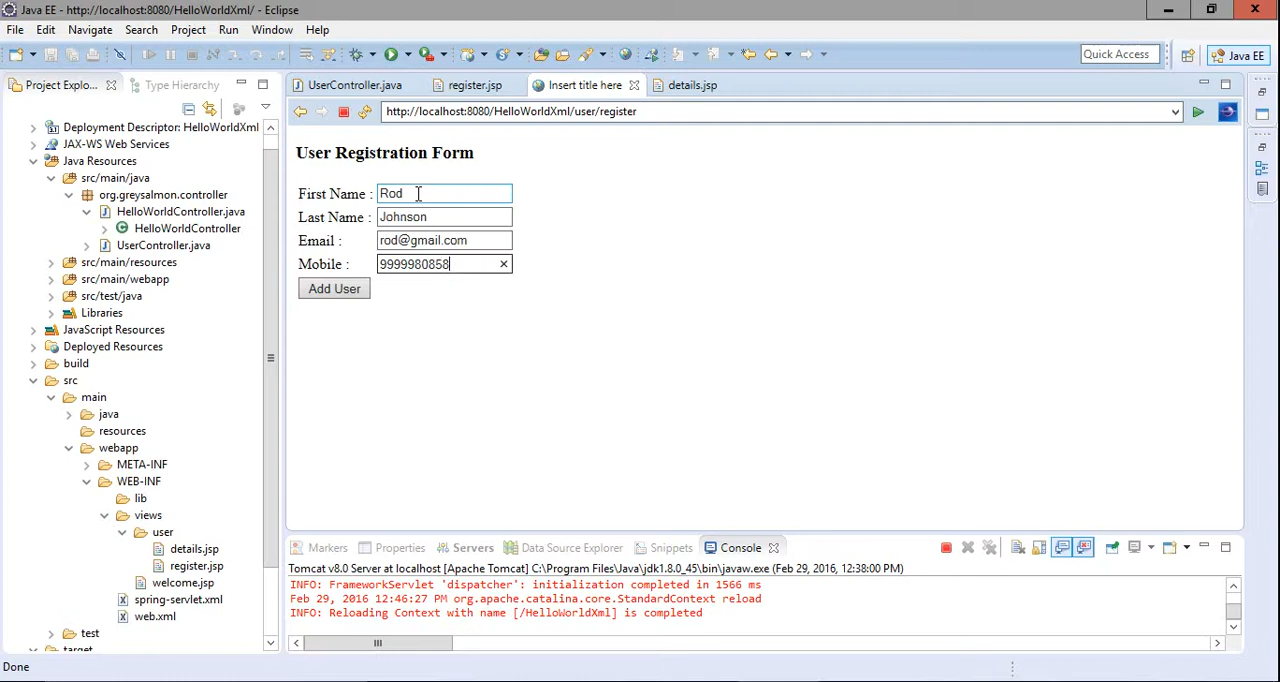 Java EE - http://localhost:8080/HelloWorldXml/ - Eclipse
File Edit Navigate Search Project Run Window Help
Quick Access
Java EE
Project Explo...
Type Hierarchy
Deployment Descriptor: HelloWorldXml
JAX-WS Web Services
Java Resources
src/main/java
org.greysalmon.controller
HelloWorldController.java
HelloWorldController
UserController.java
src/main/resources
src/main/webapp
src/test/java
Libraries
JavaScript Resources
Deployed Resources
build
src
main
java
resources
webapp
META-INF
WEB-INF
lib
views
user
details.jsp
register.jsp
welcome.jsp
spring-servlet.xml
web.xml
test
target
UserController.java register.jsp Insert title here details.jsp
http://localhost:8080/HelloWorldXml/user/register
User Registration Form
First Name : Rod
Last Name : Johnson
Email : rod@gmail.com
Mobile : 9999980858
Add User
Markers Properties Servers Data Source Explorer Snippets Console
Tomcat v8.0 Server at localhost [Apache Tomcat] C:\Program Files\Java\jdk1.8.0_45\bin\javaw.exe (Feb 29, 2016, 12:38:00 PM)
INFO: FrameworkServlet 'dispatcher': initialization completed in 1566 ms
Feb 29, 2016 12:46:27 PM org.apache.catalina.core.StandardContext reload
INFO: Reloading Context with name [/HelloWorldXml] is completed
Done